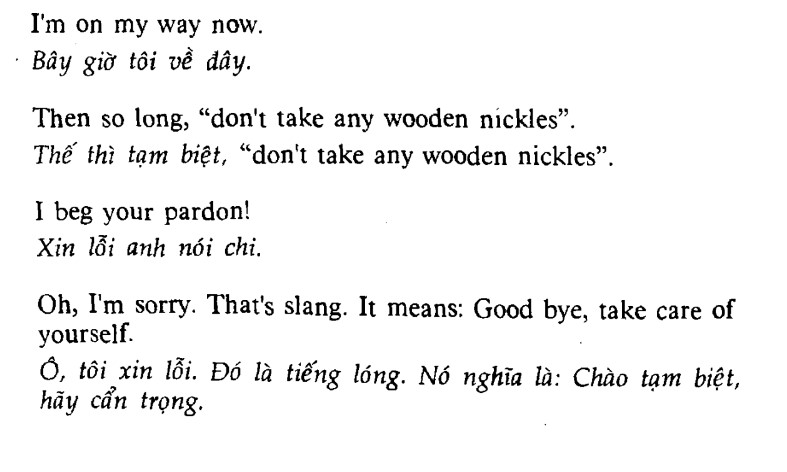 I'm on my way now.
Bây giờ tôi về đây.
Then so long, “don't take any wooden nickles”.
Thế thì tạm biệt, “don't take any wooden nickles”.
I beg your pardon!
Xin lỗi anh nói chi.
Oh, I'm sorry. That's slang. It means: Good bye, take care of
yourself.
Ô, tôi xin lỗi. Đó là tiếng lóng. Nó nghĩa là: Chào tạm biệt,
hãy cẩn trọng.